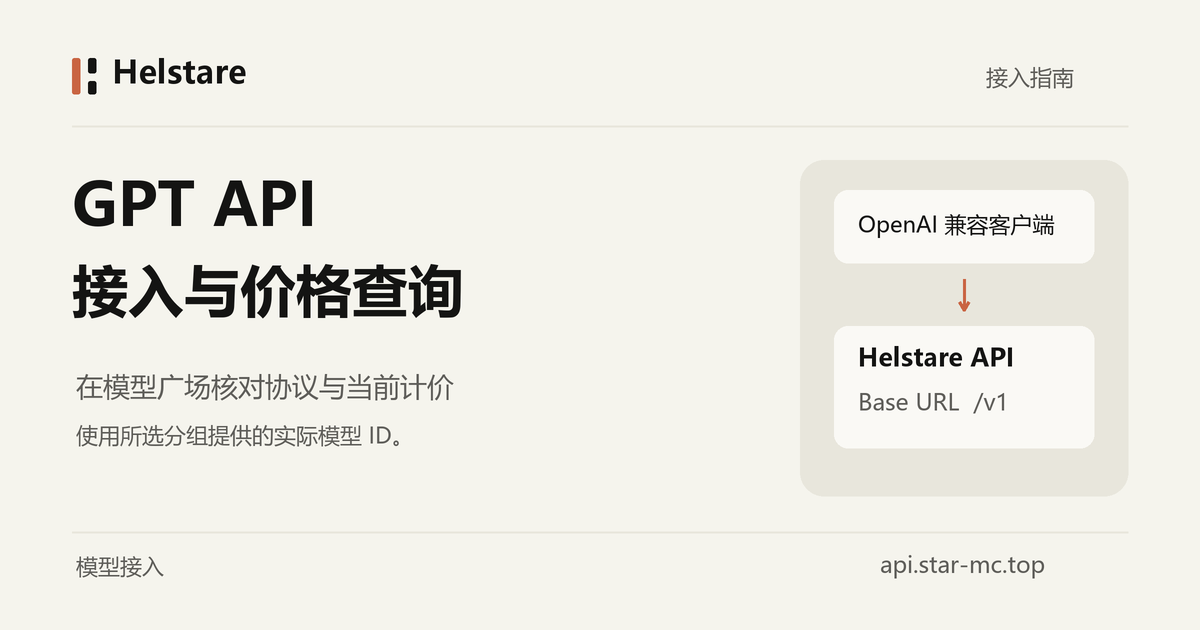 Helstare
接入指南
GPT API
接入与价格查询
在模型广场核对协议与当前计价
使用所选分组提供的实际模型 ID。
OpenAI 兼容客户端
↓
Helstare API
Base URL /v1
模型接入
api.star-mc.top